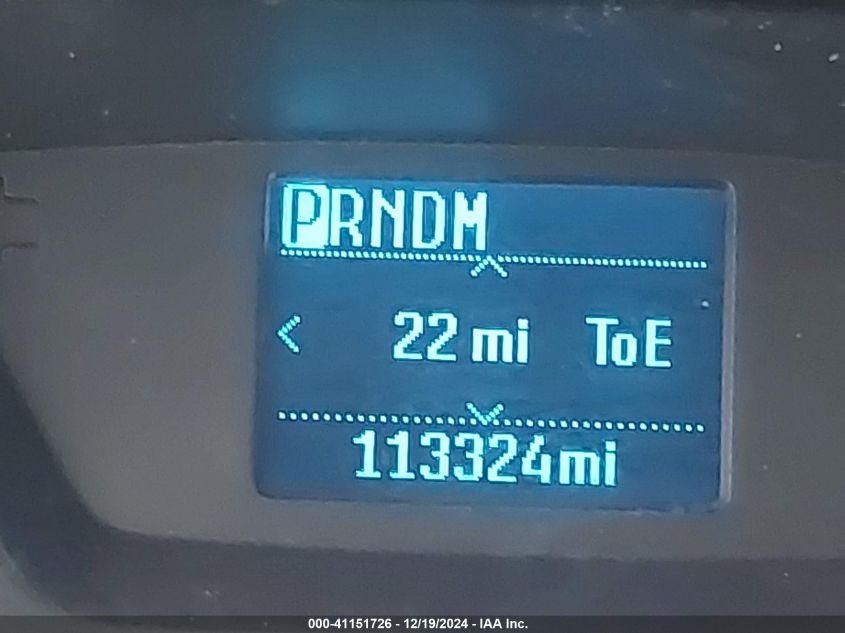 PRNDM
< 22 mi ToE
113324mi
000-41151726 - 12/19/2024 - IAA Inc.